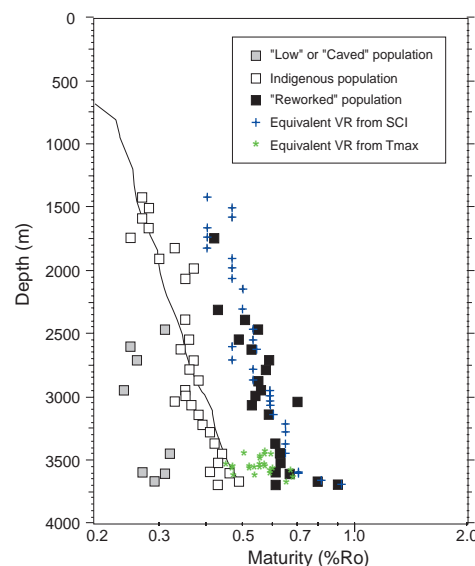 0
500
1000
1500
2000
2500
3000
3500
4000
Depth (m)
"Low" or "Caved" population
Indigenous population
"Reworked" population
Equivalent VR from SCI
Equivalent VR from Tmax
0.2 0.3 0.5 0.7 1.0 2.0
Maturity (%Ro)